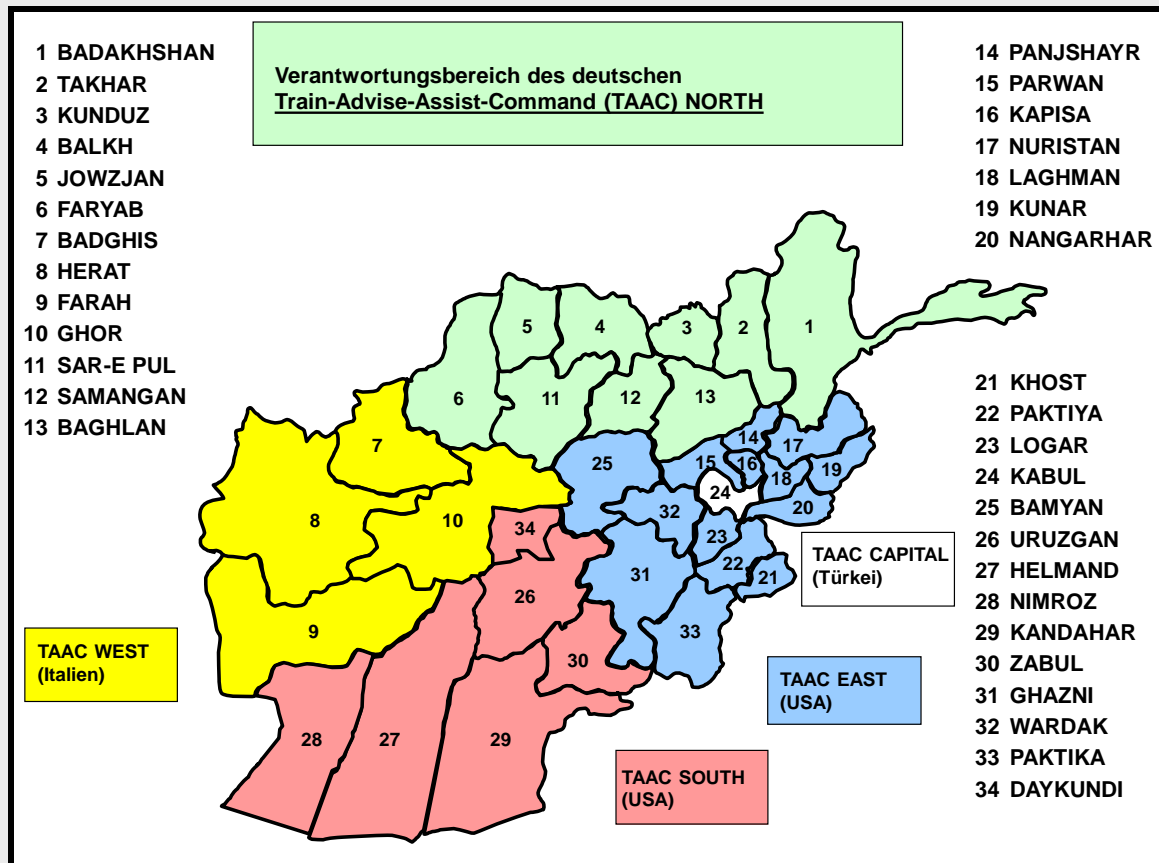 1 BADAKHSHAN
2 TAKHAR
3 KUNDUZ
4 BALKH
5 JOWZJAN
6 FARYAB
7 BADGHIS
8 HERAT
9 FARAH
10 GHOR
11 SAR-E PUL
12 SAMANGAN
13 BAGHLAN
Verantwortungsbereich des deutschen
Train-Advise-Assist-Command (TAAC) NORTH
14 PANJSHAYR
15 PARWAN
16 KAPISA
17 NURISTAN
18 LAGHMAN
19 KUNAR
20 NANGARHAR
21 KHOST
22 PAKTIYA
23 LOGAR
24 KABUL
25 BAMYAN
26 URUZGAN
27 HELMAND
28 NIMROZ
29 KANDAHAR
30 ZABUL
31 GHAZNI
32 WARDAK
33 PAKTIKA
34 DAYKUNDI
5
4
3
2
1
6
11
12
13
7
14
17
25
15
16
18
19
24
8
10
32
20
34
23
22
21
31
26
9
33
30
28
27
29
TAAC CAPITAL
(Türkei)
TAAC WEST
(Italien)
TAAC EAST
(USA)
TAAC SOUTH
(USA)